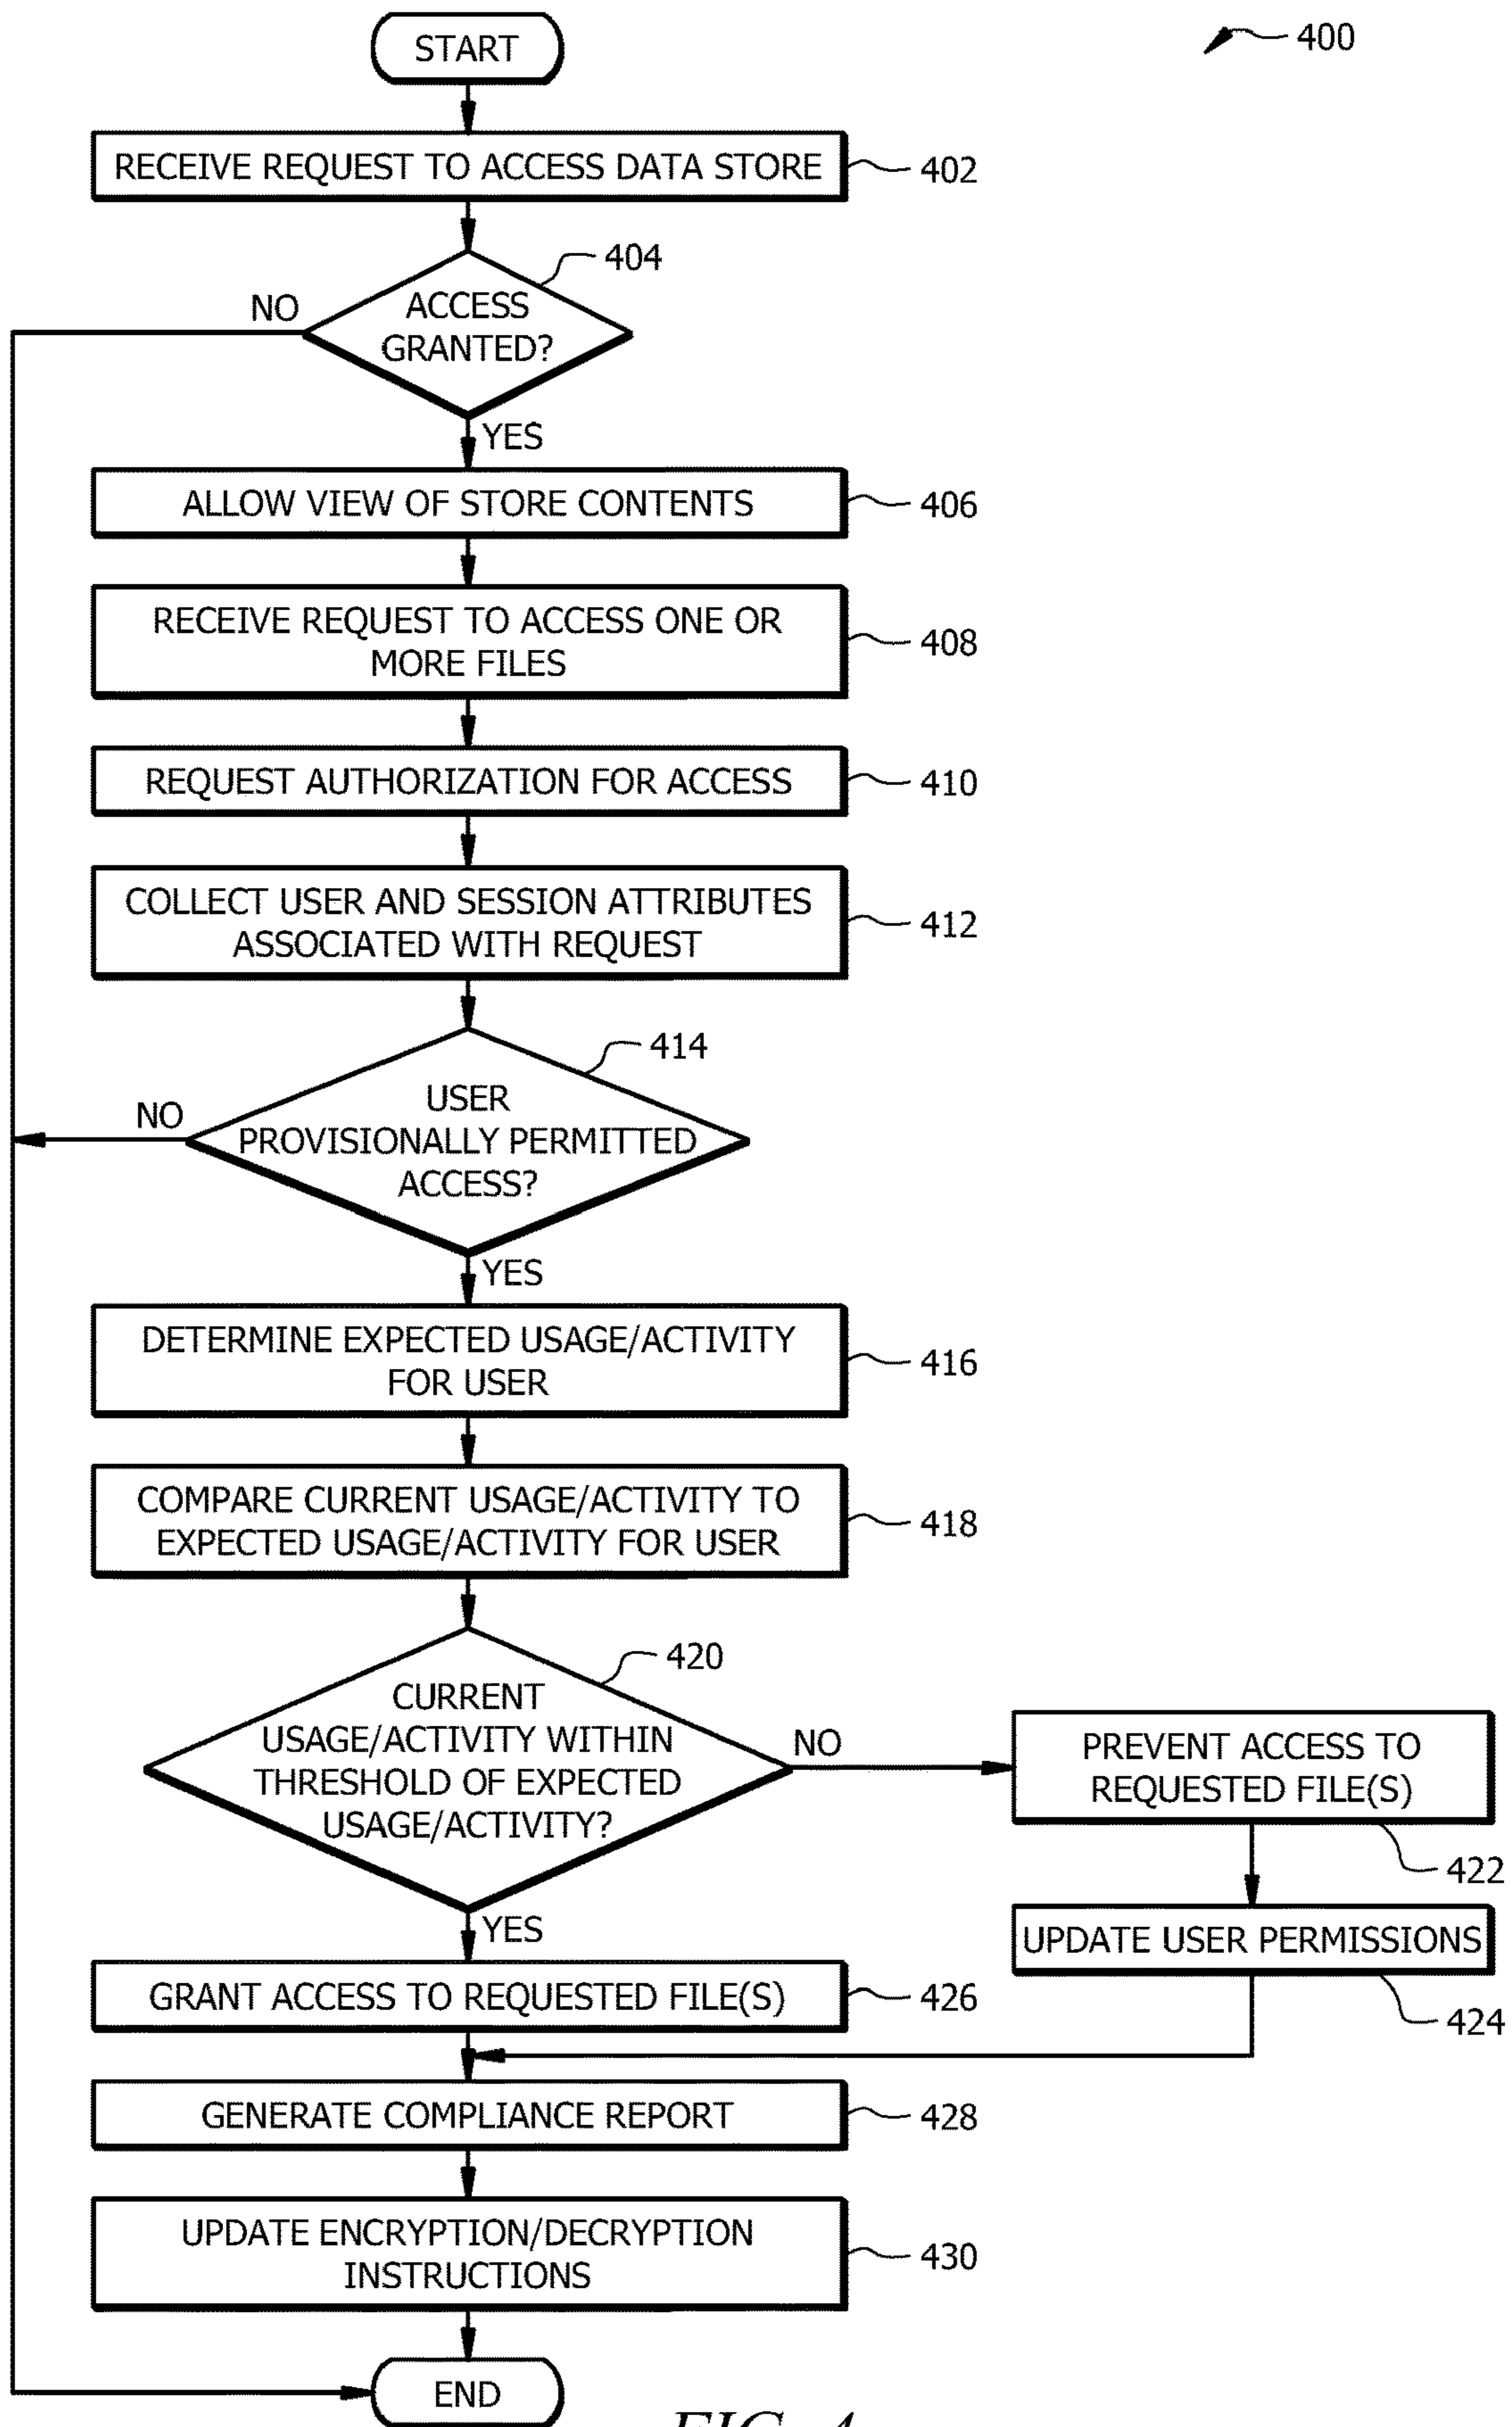 START
400
RECEIVE REQUEST TO ACCESS DATA STORE
402
404
NO
ACCESS
GRANTED?
YES
ALLOW VIEW OF STORE CONTENTS
406
RECEIVE REQUEST TO ACCESS ONE OR
MORE FILES
408
REQUEST AUTHORIZATION FOR ACCESS
410
COLLECT USER AND SESSION ATTRIBUTES
ASSOCIATED WITH REQUEST
412
414
NO
USER
PROVISIONALLY PERMITTED
ACCESS?
YES
DETERMINE EXPECTED USAGE/ACTIVITY
FOR USER
416
COMPARE CURRENT USAGE/ACTIVITY TO
EXPECTED USAGE/ACTIVITY FOR USER
418
420
CURRENT
USAGE/ACTIVITY WITHIN
THRESHOLD OF EXPECTED
USAGE/ACTIVITY?
NO
PREVENT ACCESS TO
REQUESTED FILE(S)
422
YES
UPDATE USER PERMISSIONS
424
GRANT ACCESS TO REQUESTED FILE(S)
426
GENERATE COMPLIANCE REPORT
428
UPDATE ENCRYPTION/DECRYPTION
INSTRUCTIONS
430
END
FIG. 4